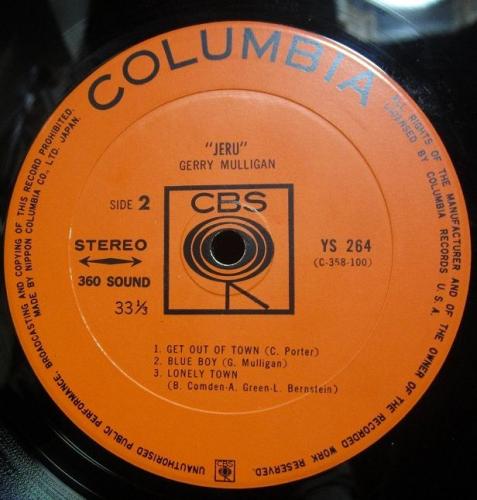 COLUMBIA
"JERU"
GERRY MULLIGAN
SIDE 2
CBS
STEREO
360 SOUND
33⅓
YS 264
(C-358-100)
1. GET OUT OF TOWN (C. Porter)
2. BLUE BOY (G. Mulligan)
3. LONELY TOWN
(B. Comden-A. Green-L. Bernstein)
CBS
ALL RIGHTS OF THE MANUFACTURER AND OF THE OWNER OF THE RECORDED WORK RESERVED.
UNAUTHORISED PUBLIC PERFORMANCE, BROADCASTING AND COPYING OF THIS RECORD PROHIBITED.
MADE BY NIPPON COLUMBIA CO., LTD. JAPAN.
LICENSED BY COLUMBIA RECORDS U.S.A.